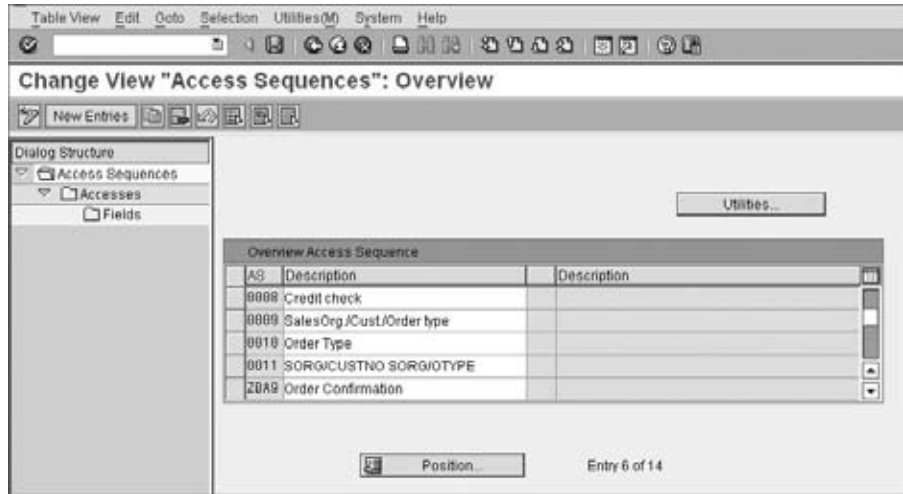 Table View Edit Goto Selection Utilities(M) System Help
Change View "Access Sequences": Overview
New Entries
Dialog Structure
Access Sequences
Accesses
Fields
Utilities...
Overview Access Sequence
AS Description Description
0008 Credit check
0009 SalesOrg./Cust./Order type
0010 Order Type
0011 SORG/CUSTNO SORG/OTYPE
ZBA9 Order Confirmation
Position... Entry 6 of 14